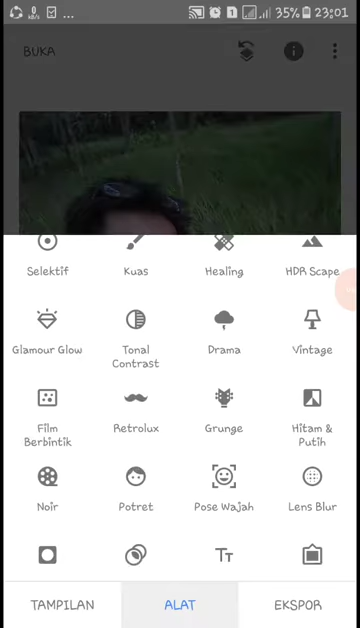 ... 35% 23:01
BUKA
Selektif Kuas Healing HDR Scape
Glamour Glow Tonal Contrast Drama Vintage
Film Berbintik Retrolux Grunge Hitam & Putih
Noir Potret Pose Wajah Lens Blur
TAMPILAN ALAT EKSPOR